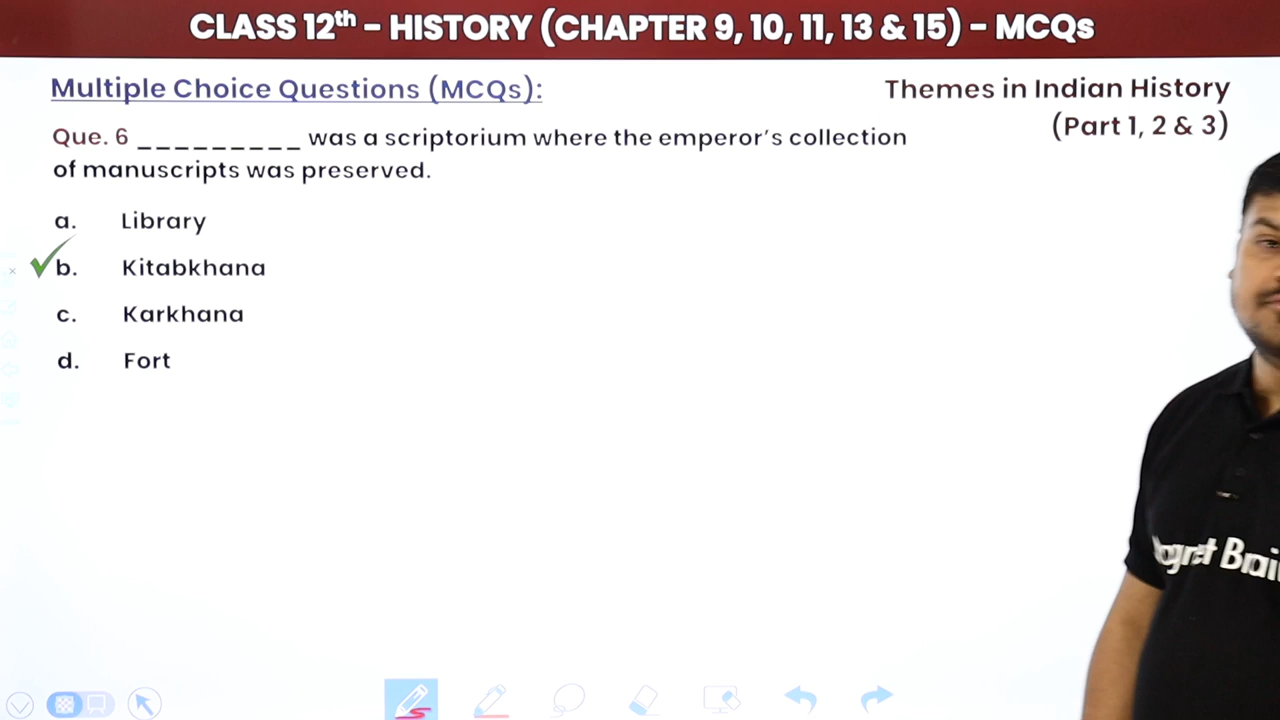 CLASS 12th - HISTORY (CHAPTER 9, 10, 11, 13 & 15) - MCQs
Multiple Choice Questions (MCQs):
Themes in Indian History
(Part 1, 2 & 3)
Que. 6 _________ was a scriptorium where the emperor's collection
of manuscripts was preserved.
a. Library
b. Kitabkhana
c. Karkhana
d. Fort